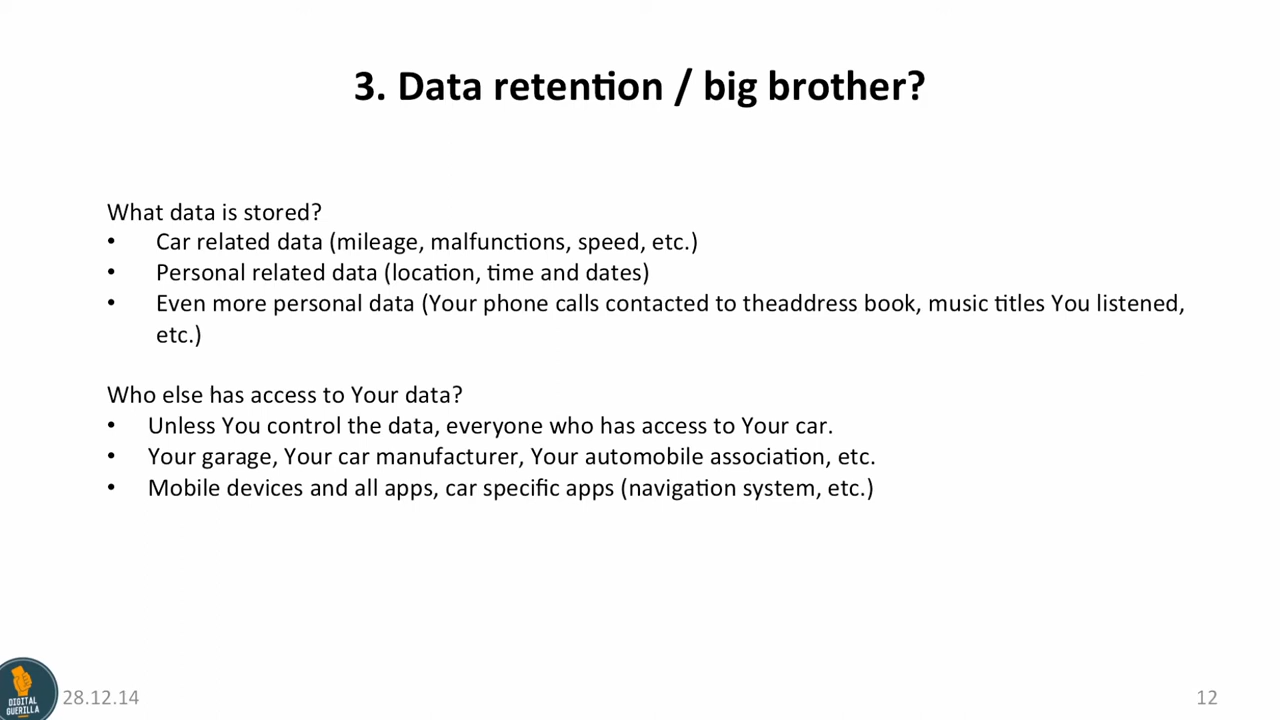 3. Data retention / big brother?
What data is stored?
• Car related data (mileage, malfunctions, speed, etc.)
• Personal related data (location, time and dates)
• Even more personal data (Your phone calls contacted to theaddress book, music titles You listened,
etc.)
Who else has access to Your data?
• Unless You control the data, everyone who has access to Your car.
• Your garage, Your car manufacturer, Your automobile association, etc.
• Mobile devices and all apps, car specific apps (navigation system, etc.)
DIGITAL
GUERILLA
28.12.14
12